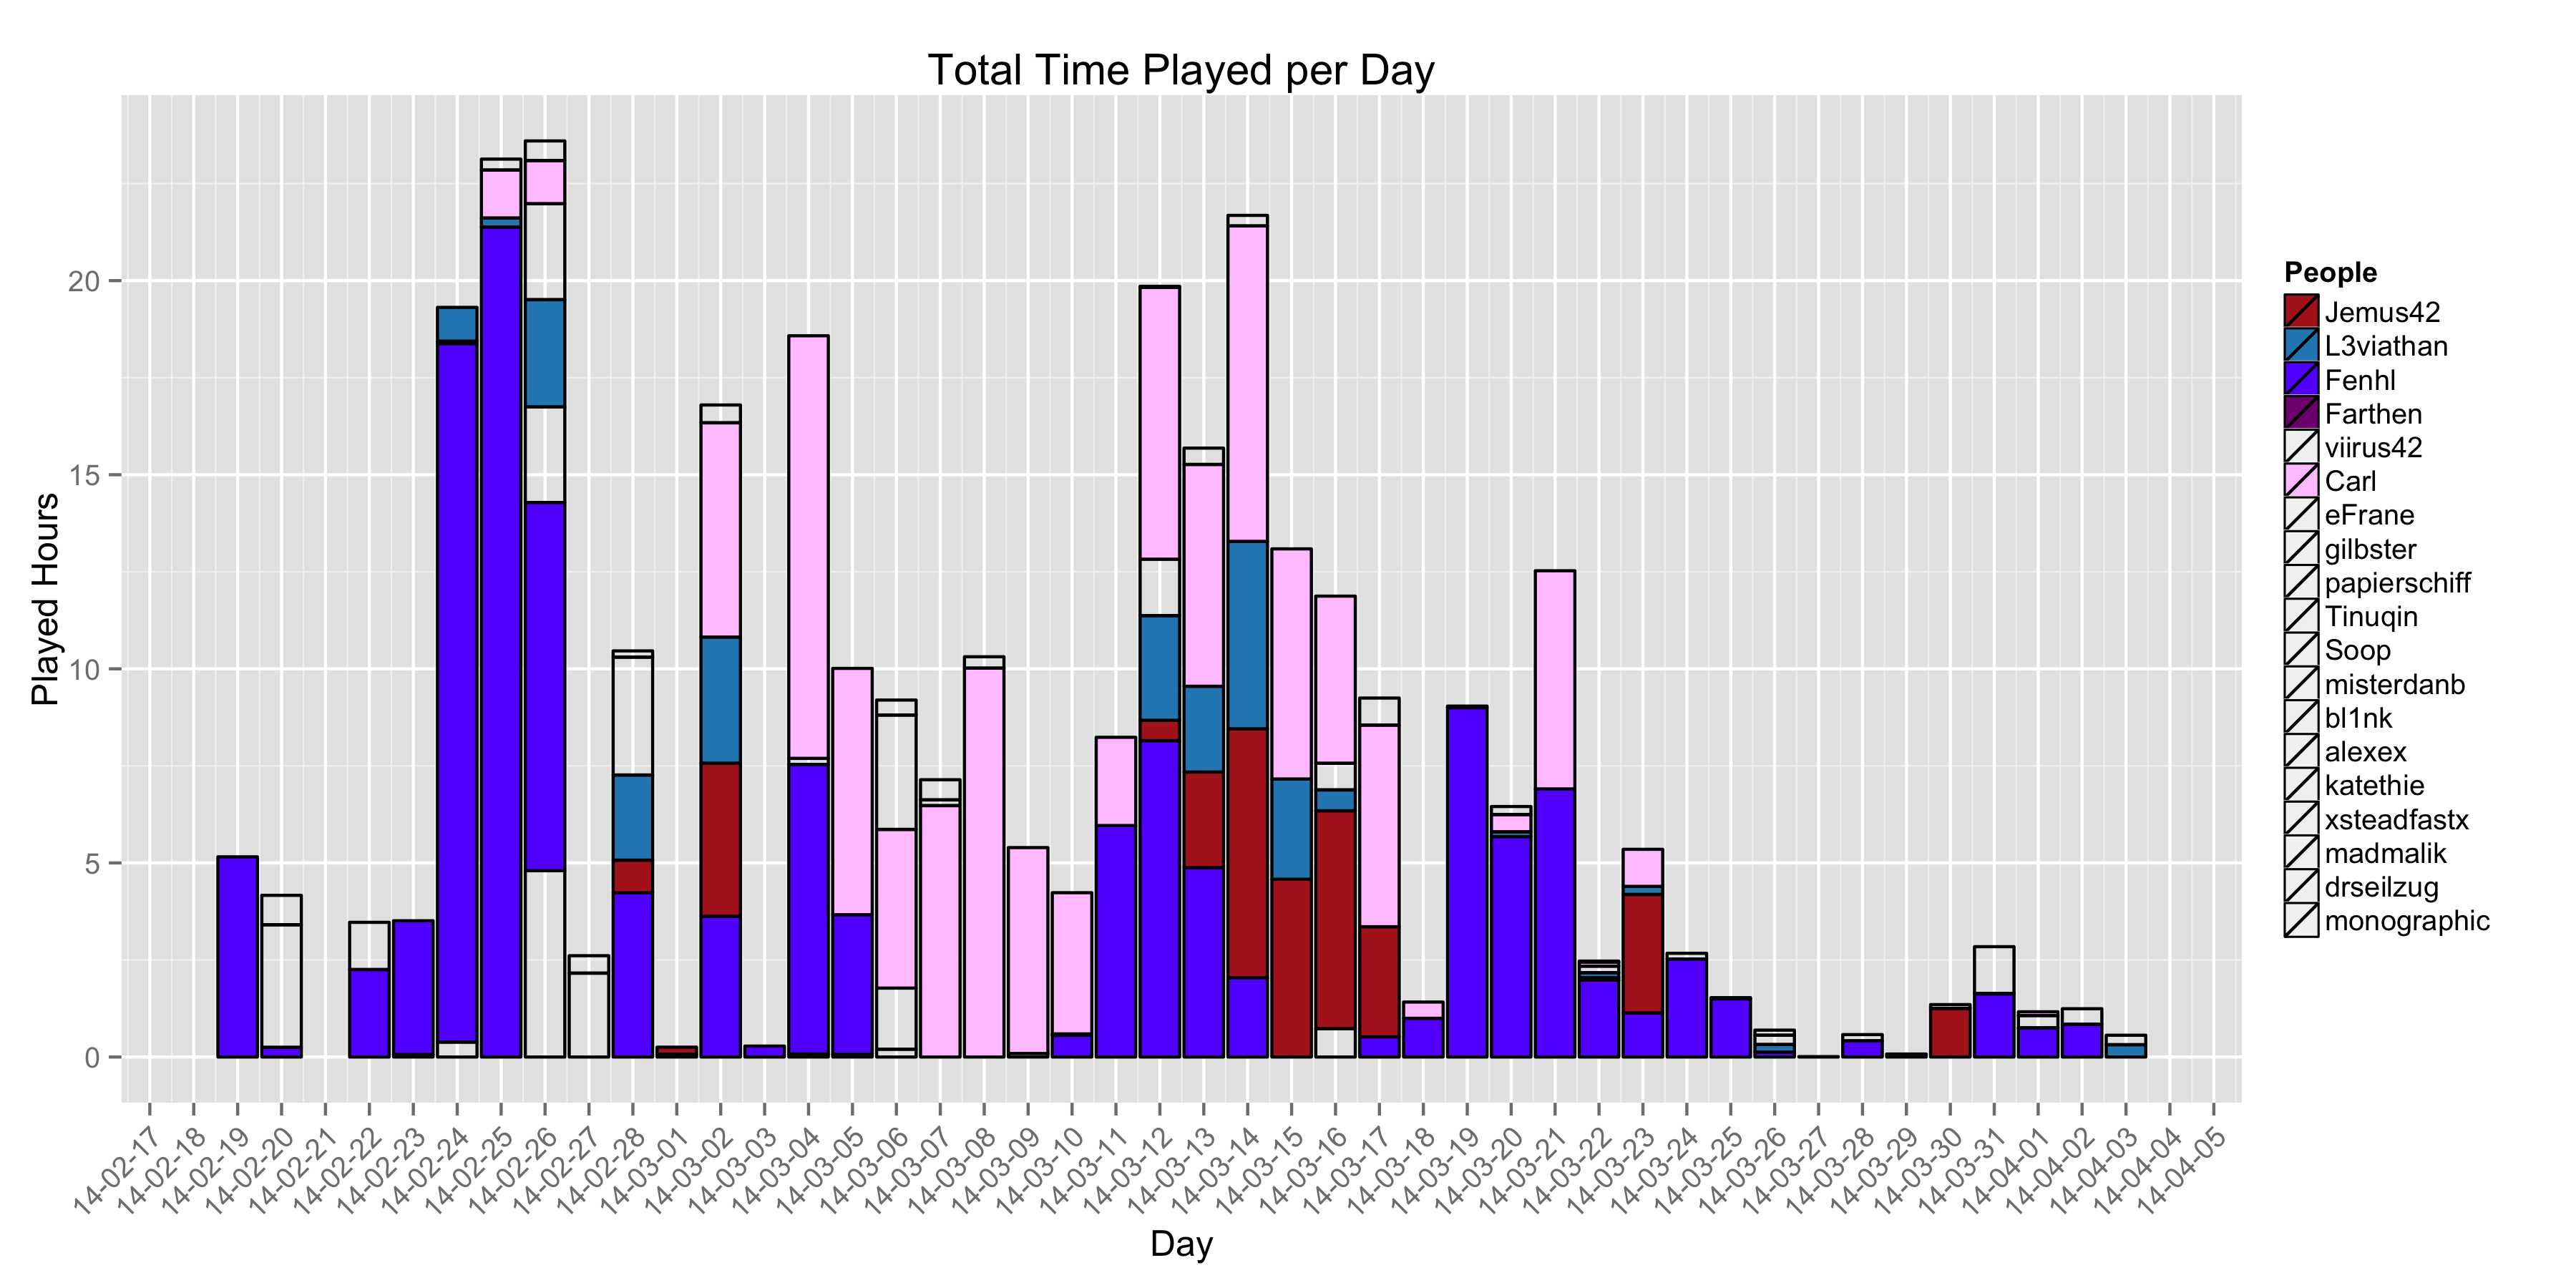 Total Time Played per Day
Played Hours
20
15
10
5
0
14-02-17
14-02-18
14-02-19
14-02-20
14-02-21
14-02-22
14-02-23
14-02-24
14-02-25
14-02-26
14-02-27
14-02-28
14-03-01
14-03-02
14-03-03
14-03-04
14-03-05
14-03-06
14-03-07
14-03-08
14-03-09
14-03-10
14-03-11
14-03-12
14-03-13
14-03-14
14-03-15
14-03-16
14-03-17
14-03-18
14-03-19
14-03-20
14-03-21
14-03-22
14-03-23
14-03-24
14-03-25
14-03-26
14-03-27
14-03-28
14-03-29
14-03-30
14-03-31
14-04-01
14-04-02
14-04-03
14-04-04
14-04-05
Day
People
Jemus42
L3viathan
Fenhl
Farthen
viirus42
Carl
eFrane
gilbster
papierschiff
Tinuqin
Soop
misterdanb
bl1nk
alexex
katethie
xsteadfastx
madmalik
drseilzug
monographic